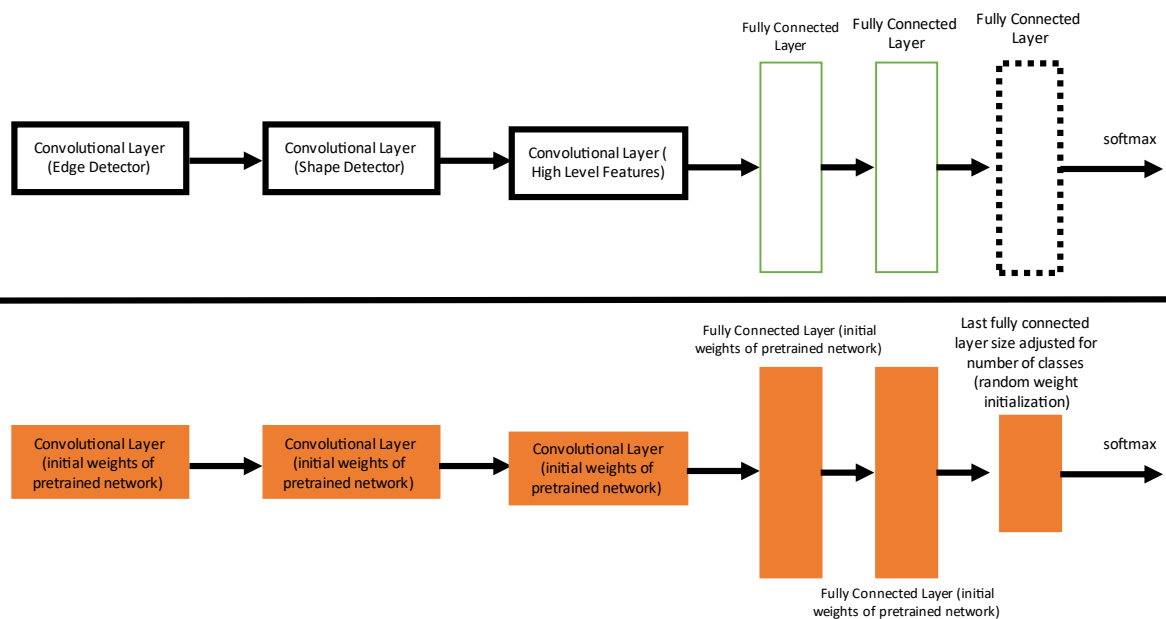 Fully Connected
Layer
Fully Connected
Layer
Fully Connected
Layer
Convolutional Layer
(Edge Detector)
Convolutional Layer
(Shape Detector)
Convolutional Layer (
High Level Features)
softmax
Fully Connected Layer (initial
weights of pretrained network)
Last fully connected
layer size adjusted for
number of classes
(random weight
initialization)
Convolutional Layer
(initial weights of
pretrained network)
Convolutional Layer
(initial weights of
pretrained network)
Convolutional Layer
(initial weights of
pretrained network)
softmax
Fully Connected Layer (initial
weights of pretrained network)